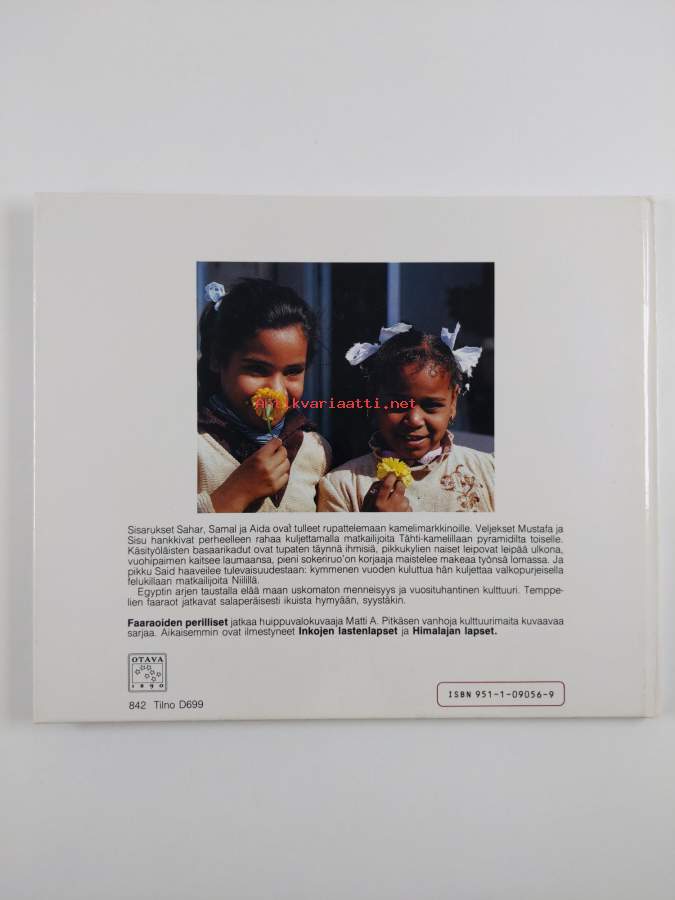 Antikvariaatti.net
Sisarukset Sahar, Samal ja Aida ovat tulleet rupattelemaan kamelimarkkinoille. Veljekset Mustafa ja
Sisu hankkivat perheelleen rahaa kuljettamalla matkailijoita Tähti-kamelillaan pyramidilta toiselle.
Käsityöläisten basaarikadut ovat tupaten täynnä ihmisiä, pikkukylien naiset leipovat leipää ulkona,
vuohipaimen kaitsee laumaansa, pieni sokeriruo'on korjaaja maistelee makeaa työnsä lomassa. Ja
pikku Said haaveilee tulevaisuudestaan: kymmenen vuoden kuluttua hän kuljettaa valkopurjeisella
felukillaan matkailijoita Niilillä.
Egyptin arjen taustalla elää maan uskomaton menneisyys ja vuosituhantinen kulttuuri. Temppe-
lien faaraot jatkavat salaperäisesti ikuista hymyään, syystäkin.
Faaraoiden perilliset jatkaa huippuvalokuvaaja Matti A. Pitkäsen vanhoja kulttuurimaita kuvaavaa
sarjaa. Aikaisemmin ovat ilmestyneet Inkojen lastenlapset ja Himalajan lapset.
OTAVA
1890
842 Tilno D699
ISBN 951-1-09056-9